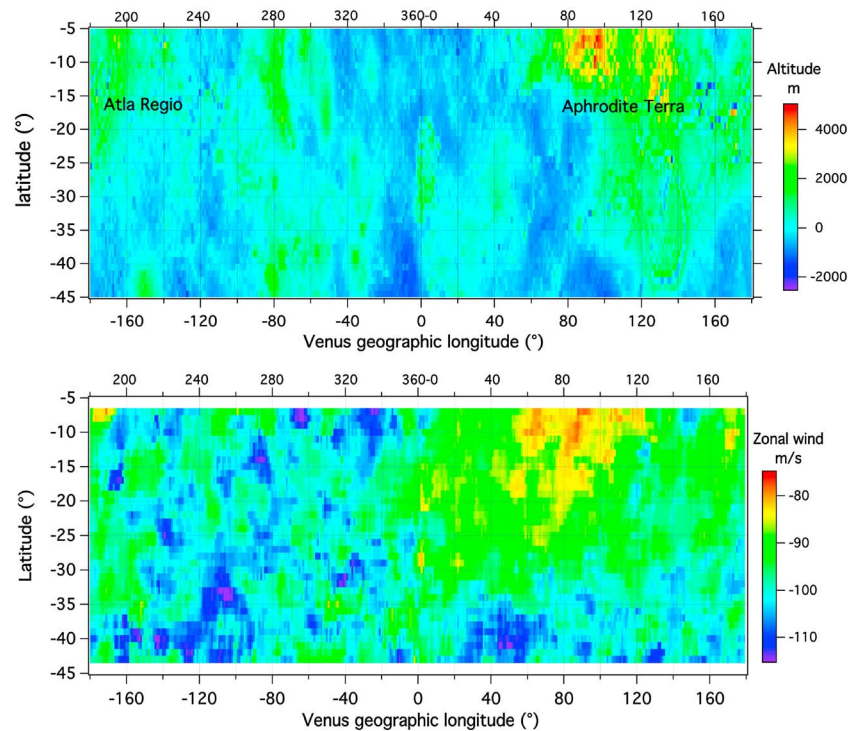 200 240 280 320 360-0 40 80 120 160
-5
-10
-15
-20
-25
-30
-35
-40
-45
latitude (°)
Atla Regio
Aphrodite Terra
Altitude
m
4000
2000
0
-2000
-160 -120 -80 -40 0 40 80 120 160
Venus geographic longitude (°)
200 240 280 320 360-0 40 80 120 160
-5
-10
-15
-20
-25
-30
-35
-40
-45
Latitude (°)
Zonal wind
m/s
-80
-90
-100
-110
-160 -120 -80 -40 0 40 80 120 160
Venus geographic longitude (°)